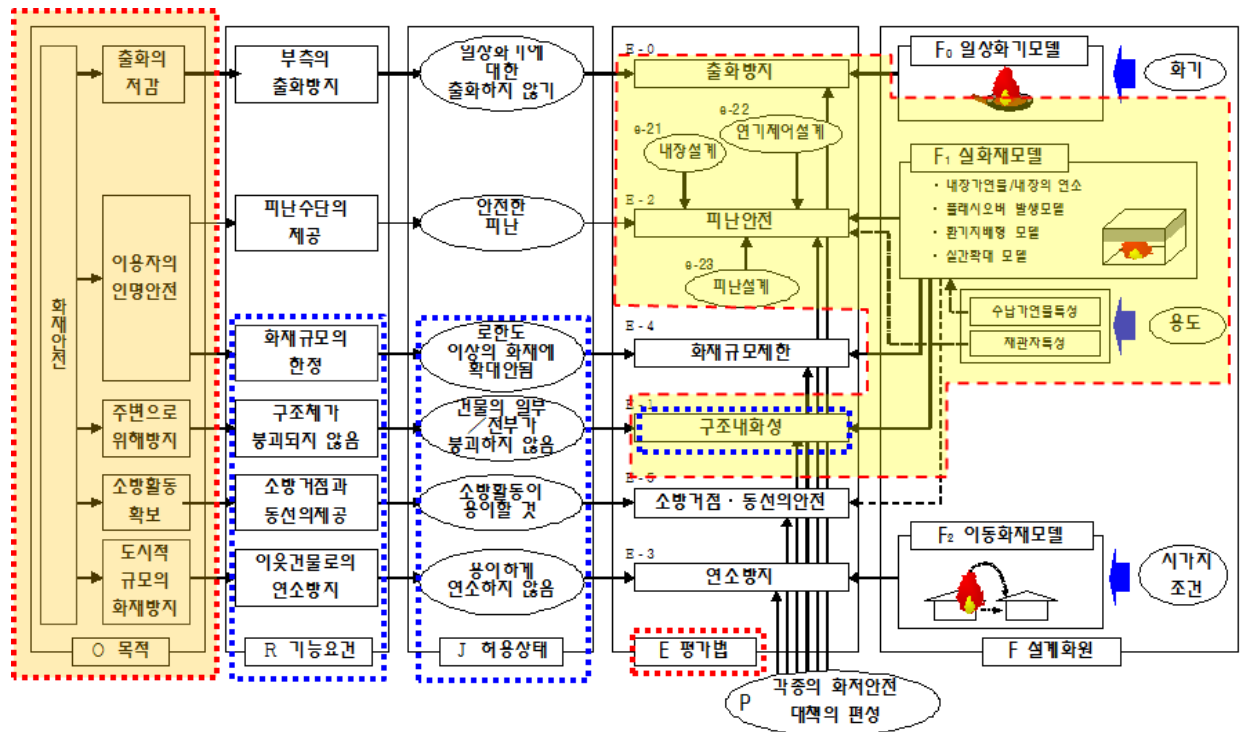 출화의
저감
이용자의
인명안전
화재안전
주변으로
위해방지
소방활동
확보
도시적
규모의
화재방지
O 목적
부측의
출화방지
피난수단의
제공
화재규모의
한정
구조체가
붕괴되지 않음
소방거점과
동선의제공
이웃건물로의
연소방지
R 기능요건
일상화기에
대한
출화하지 않기
안전한
피난
로한도
이상의 화재에
확대안됨
건물의 일부
/전부가
붕괴하지 않음
소방활동이
용이할 것
용이하게
연소하지 않음
J 허용상태
E-0
출화방지
e-21
내장설계
e-22
연기제어설계
E-2
피난안전
e-23
피난설계
E-4
화재규모제한
E-1
구조내화성
E-5
소방거점·동선의안전
E-3
연소방지
E 평가법
P
각종의 화저안전
대책의 편성
F₀ 일상화기모델
화기
F₁ 실화재모델
· 내장가연물/내장의 연소
· 플래시오버 발생모델
· 환기지배형 모델
· 실간확대 모델
수납가연물특성
재관자특성
용도
F₂ 이동화재모델
시가지
조건
F 설계화원